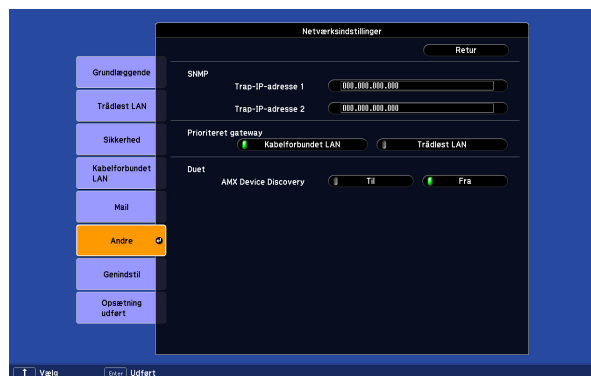 Netværksindstillinger
Retur
Grundlæggende
Trådløst LAN
Sikkerhed
Kabelforbundet
LAN
Mail
Andre
Genindstil
Opsætning
udført
SNMP
Trap-IP-adresse 1 000.000.000.000
Trap-IP-adresse 2 000.000.000.000
Prioriteret gateway
Kabelforbundet LAN Trådløst LAN
Duet
AMX Device Discovery Til Fra
↑ Vælg Enter Udført